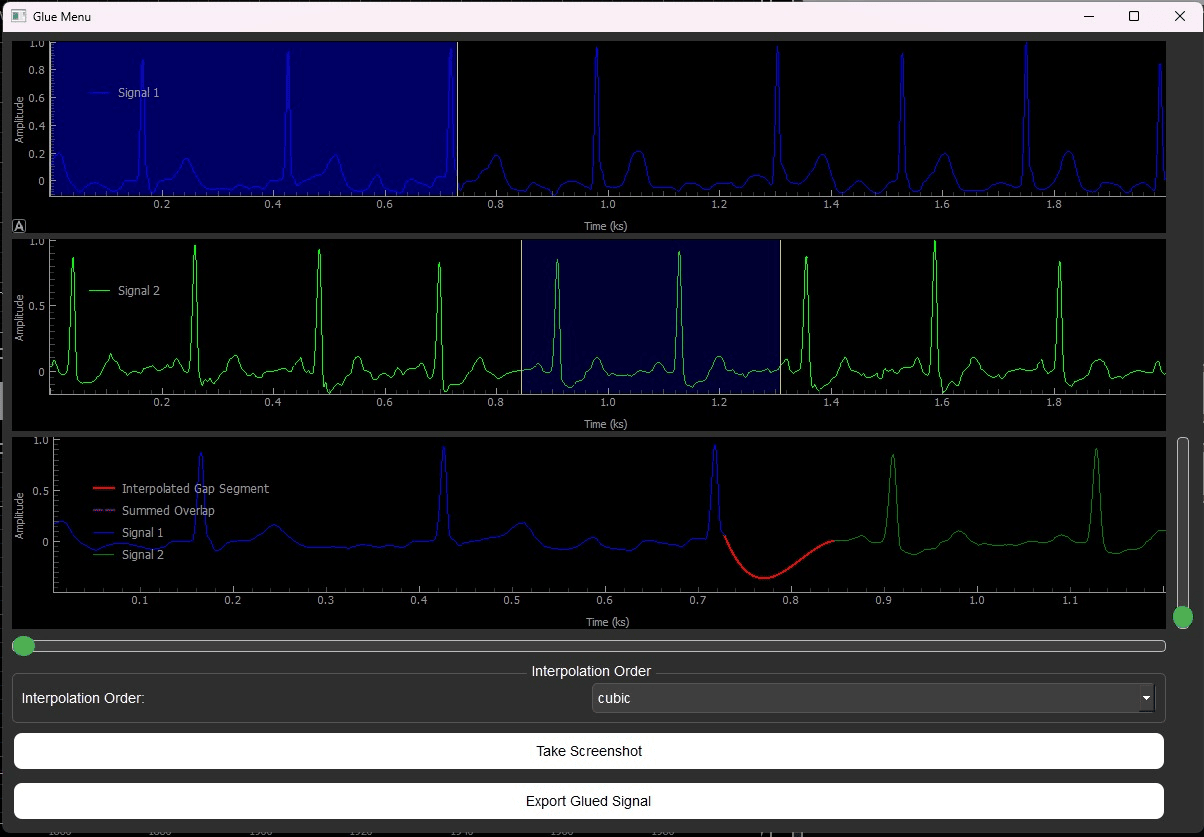 Glue Menu
1.0
0.8
0.6
0.4
0.2
0
Amplitude
Signal 1
0.2 0.4 0.6 0.8 1.0 1.2 1.4 1.6 1.8
Time (ks)
A
1.0
0.5
0
Amplitude
Signal 2
0.2 0.4 0.6 0.8 1.0 1.2 1.4 1.6 1.8
Time (ks)
1.0
0.5
0
Amplitude
Interpolated Gap Segment
Summed Overlap
Signal 1
Signal 2
0.1 0.2 0.3 0.4 0.5 0.6 0.7 0.8 0.9 1.0 1.1
Time (ks)
Interpolation Order
Interpolation Order: cubic
Take Screenshot
Export Glued Signal